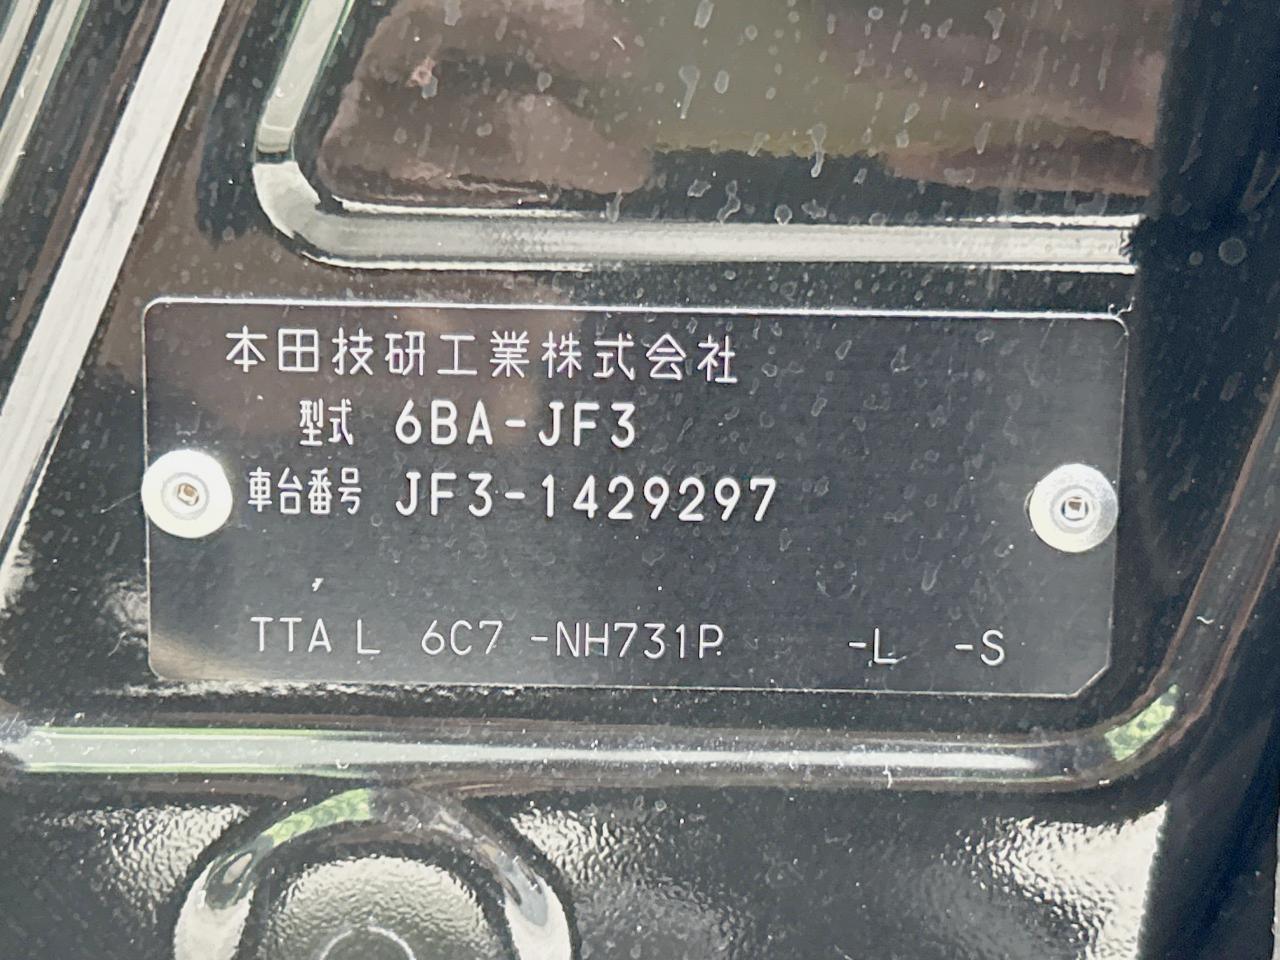 本田技研工業株式会社
型式 6BA-JF3
車台番号 JF3-1429297
TTA L 6C7 -NH731P -L -S